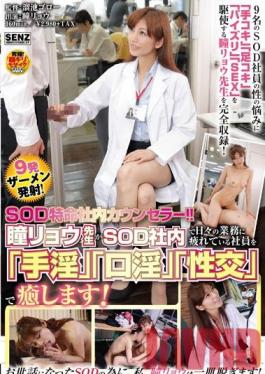 9名のSOD社員の性の悩みに
「手コキ」「足コキ」
「パイズリ」「SEX」を
駆使する瞳リョウ先生を
完全収録!
SENZ
9発
ザーメン
発射!
SOD特命社内カウンセラー!!
瞳リョウ先生がSOD社内で日々の業務に
疲れている社員を
「手淫」「口淫」「性交」
で癒します!
お世話になったSODの為に、私、瞳リョウは一肌脱ぎます!